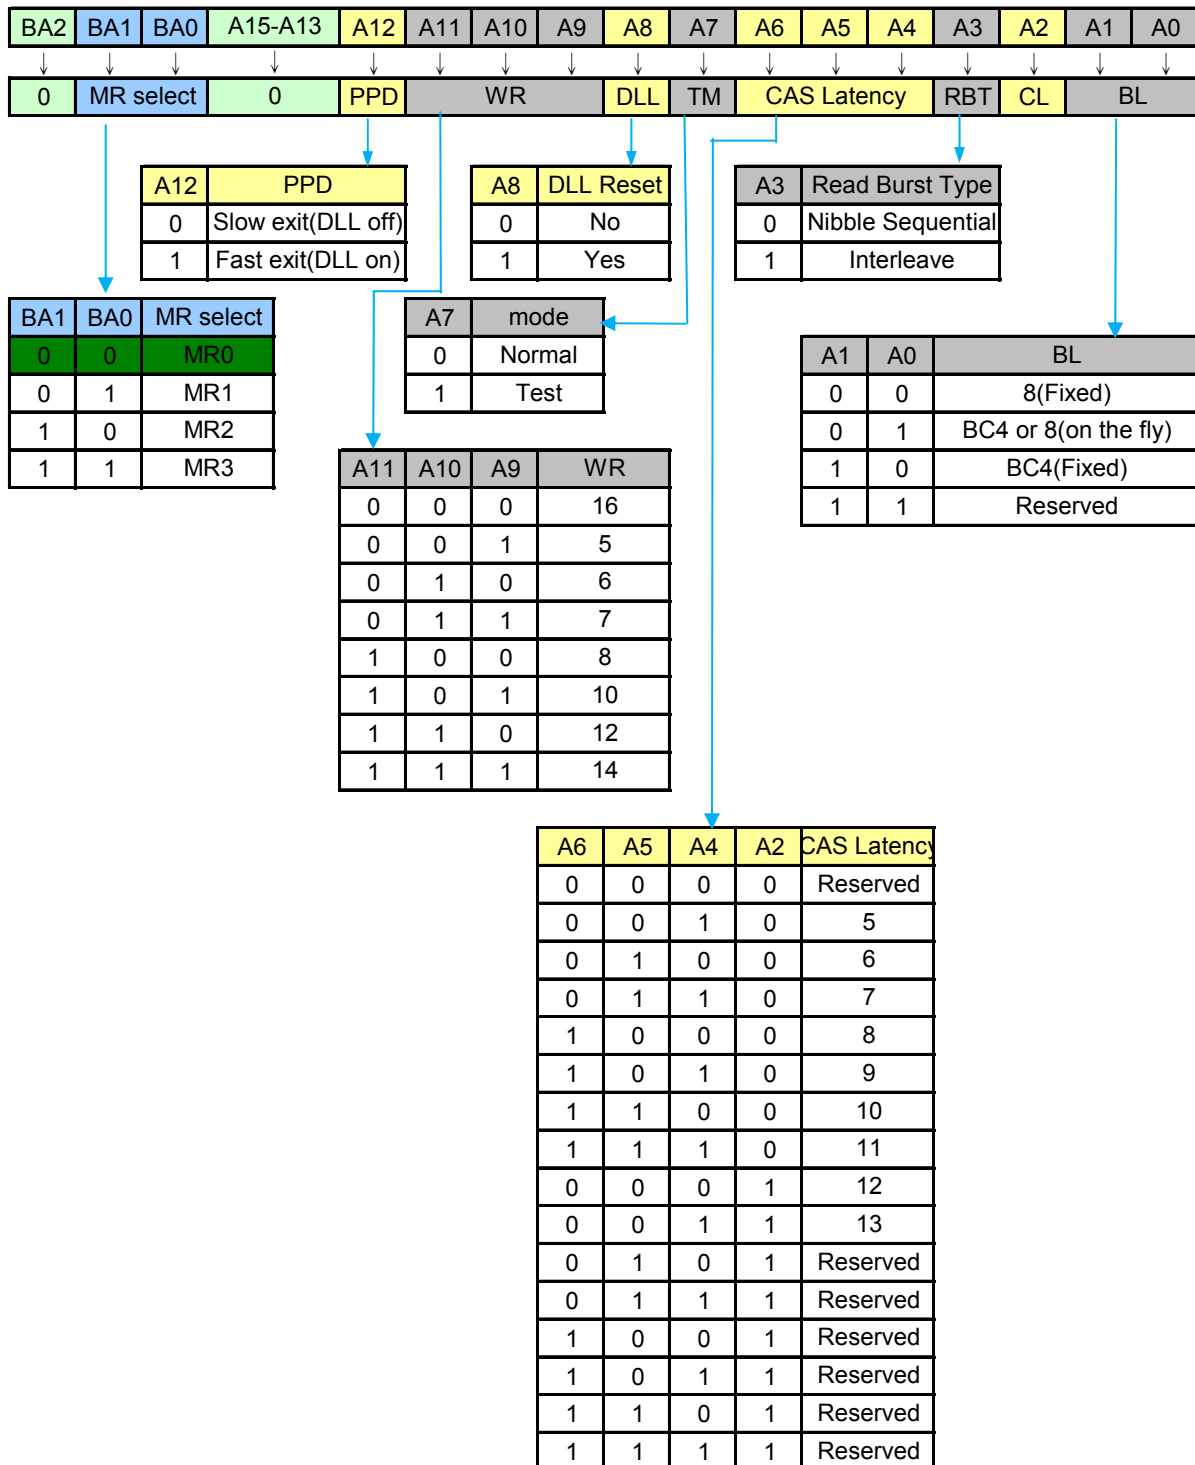 BA2 BA1 BA0 A15-A13 A12 A11 A10 A9 A8 A7 A6 A5 A4 A3 A2 A1 A0
0 MR select 0 PPD WR DLL TM CAS Latency RBT CL BL
A12 PPD
0 Slow exit(DLL off)
1 Fast exit(DLL on)
A8 DLL Reset
0 No
1 Yes
A3 Read Burst Type
0 Nibble Sequential
1 Interleave
BA1 BA0 MR select
0 0 MR0
0 1 MR1
1 0 MR2
1 1 MR3
A7 mode
0 Normal
1 Test
A1 A0 BL
0 0 8(Fixed)
0 1 BC4 or 8(on the fly)
1 0 BC4(Fixed)
1 1 Reserved
A11 A10 A9 WR
0 0 0 16
0 0 1 5
0 1 0 6
0 1 1 7
1 0 0 8
1 0 1 10
1 1 0 12
1 1 1 14
A6 A5 A4 A2 CAS Latency
0 0 0 0 Reserved
0 0 1 0 5
0 1 0 0 6
0 1 1 0 7
1 0 0 0 8
1 0 1 0 9
1 1 0 0 10
1 1 1 0 11
0 0 0 1 12
0 0 1 1 13
0 1 0 1 Reserved
0 1 1 1 Reserved
1 0 0 1 Reserved
1 0 1 1 Reserved
1 1 0 1 Reserved
1 1 1 1 Reserved